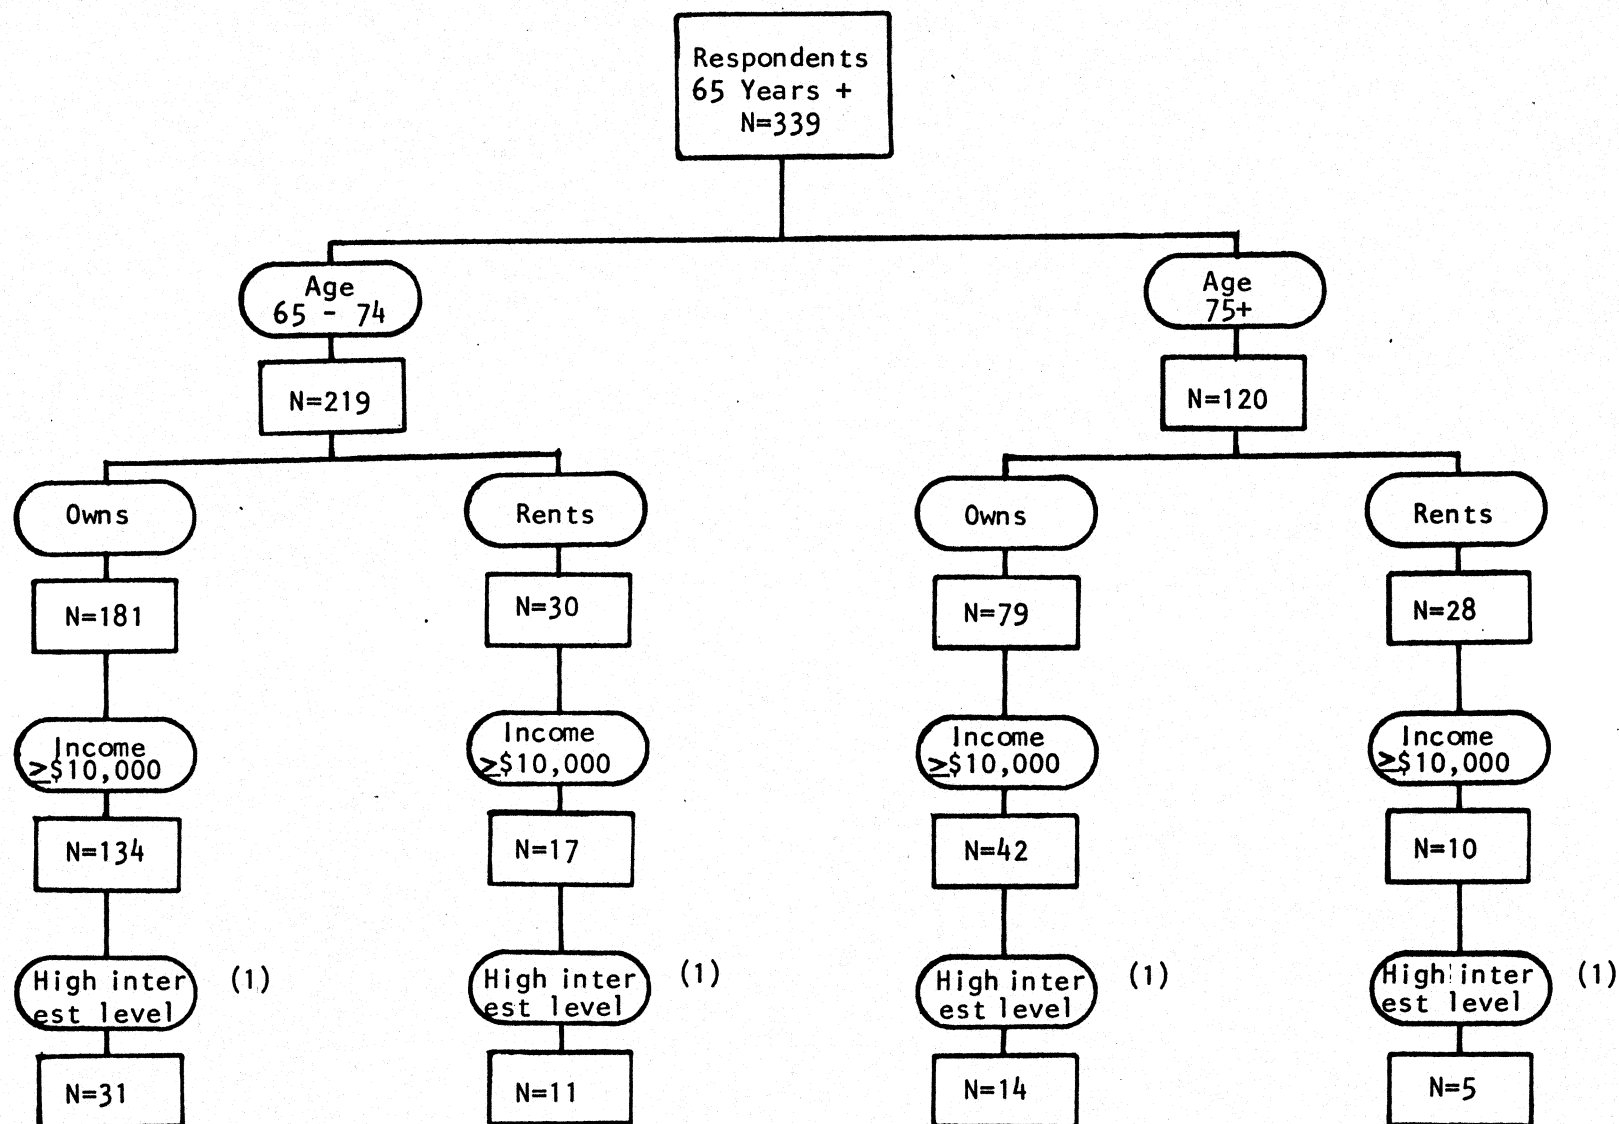 Respondents
65 Years +
N=339
Age
65 - 74
Age
75+
N=219
N=120
Owns
Rents
Owns
Rents
N=181
N=30
N=79
N=28
Income
≥$10,000
Income
≥$10,000
Income
≥$10,000
Income
≥$10,000
N=134
N=17
N=42
N=10
High inter
est level
(1)
High inter
est level
(1)
High inter
est level
(1)
High inter
est level
(1)
N=31
N=11
N=14
N=5